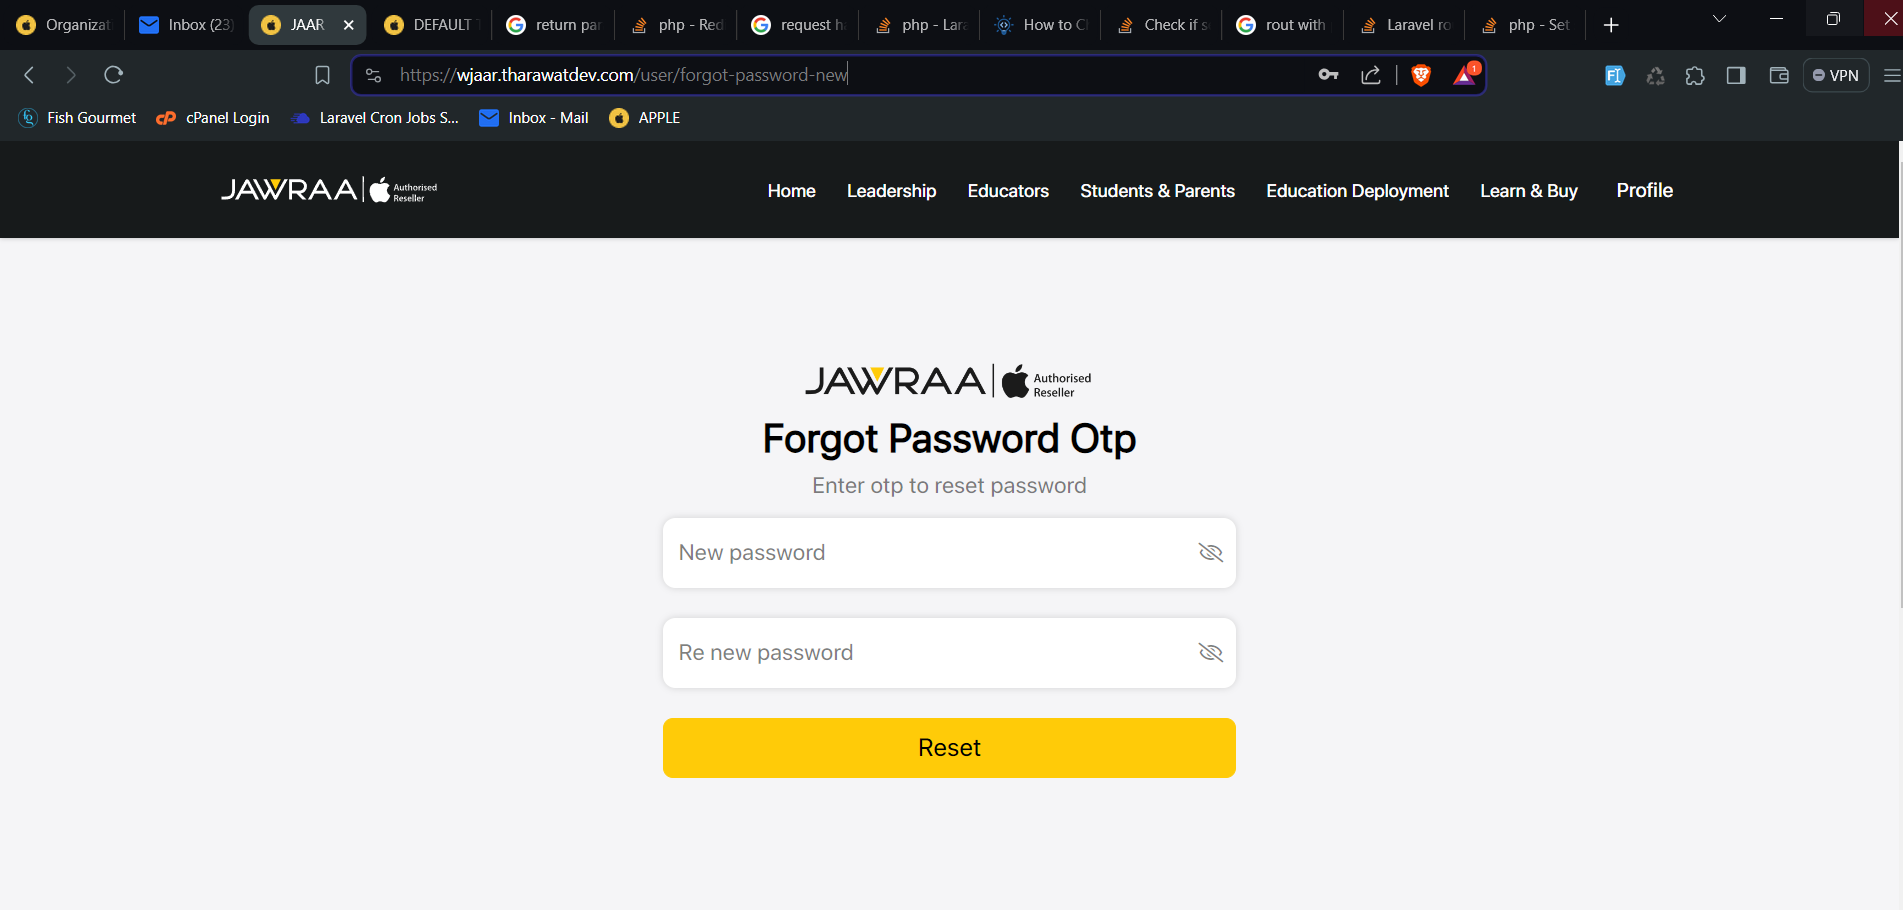 Organizat
Inbox (23)
JAAR
DEFAULT
return par
php - Red
request h
php - Lara
How to C
Check if s
rout with
Laravel ro
php - Set
https://wjaar.tharawatdev.com/user/forgot-password-new
1
VPN
Fish Gourmet
cPanel Login
Laravel Cron Jobs S...
Inbox - Mail
APPLE
JAWRAA Authorised
Reseller
Home
Leadership
Educators
Students & Parents
Education Deployment
Learn & Buy
Profile
JAWRAA Authorised
Reseller
Forgot Password Otp
Enter otp to reset password
New password
Re new password
Reset